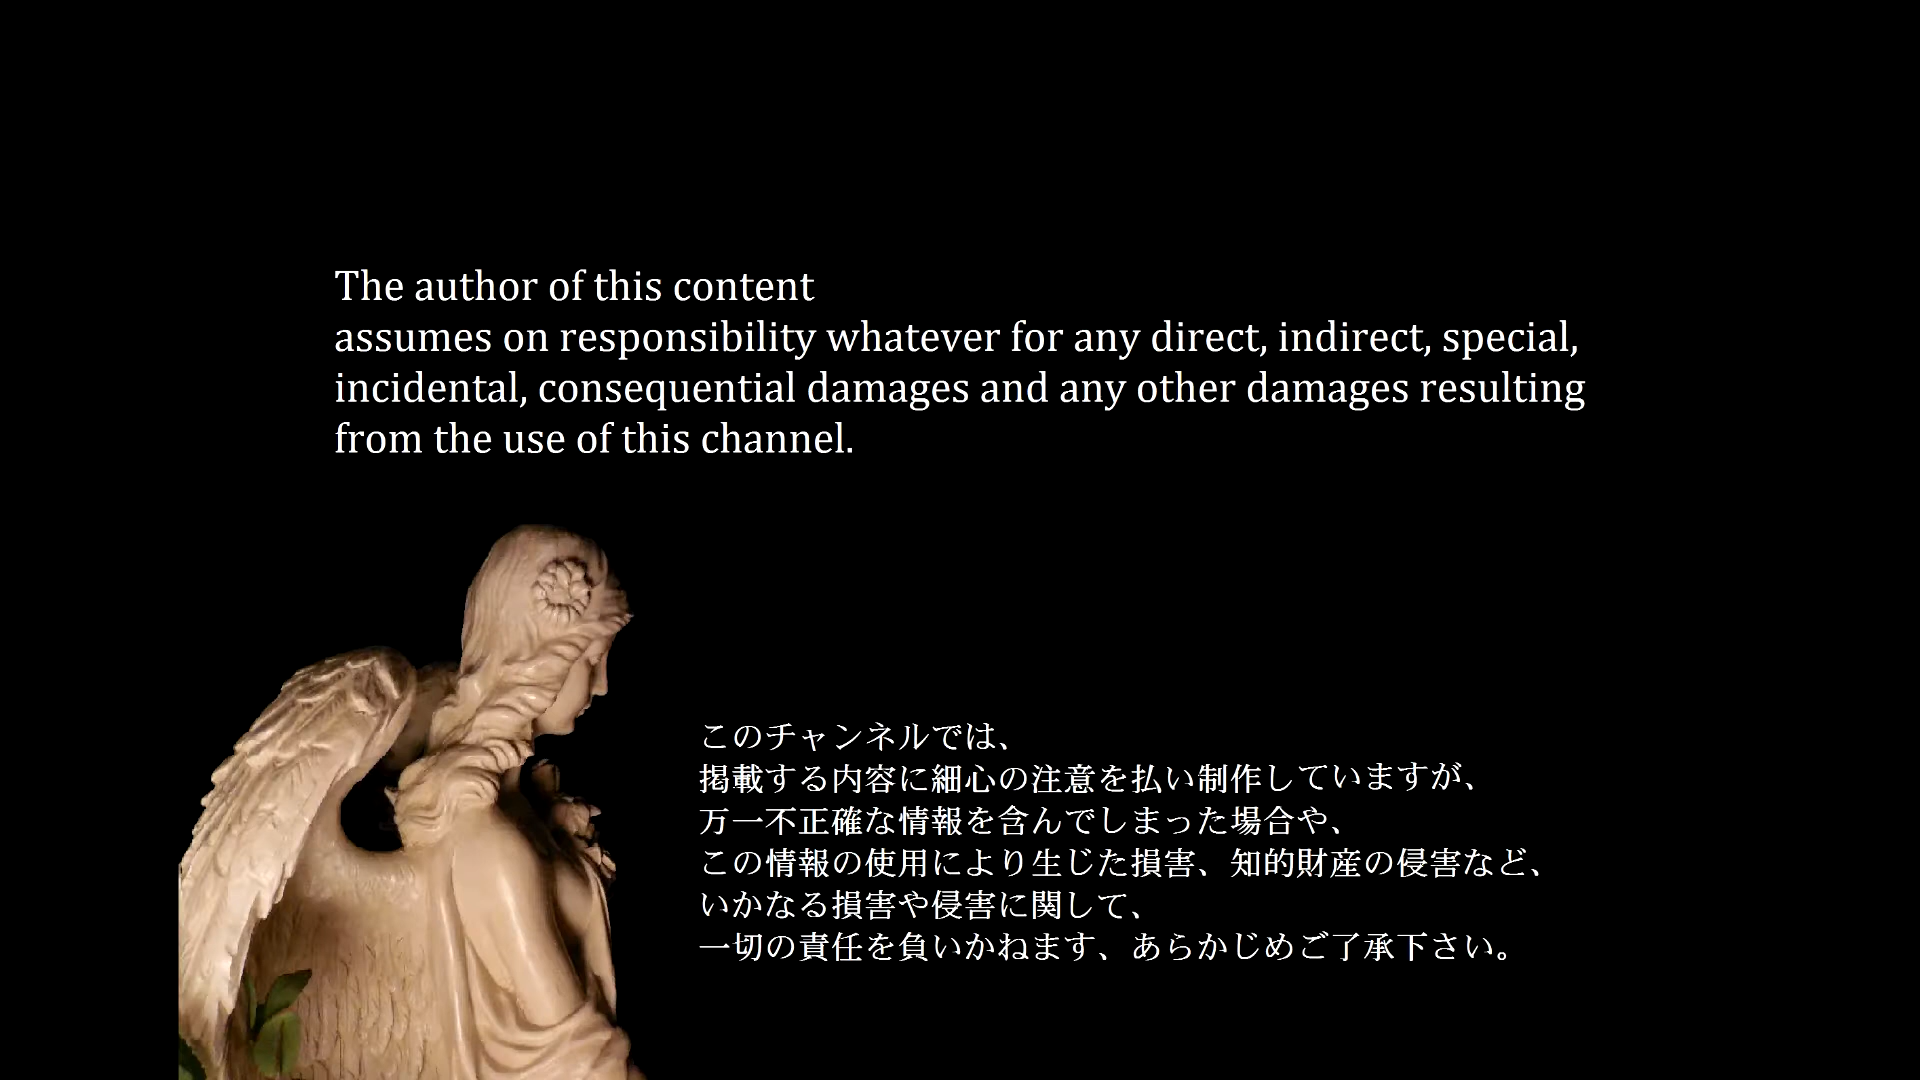 The author of this content
assumes on responsibility whatever for any direct, indirect, special,
incidental, consequential damages and any other damages resulting
from the use of this channel.
このチャンネルでは、
掲載する内容に細心の注意を払い制作していますが、
万一不正確な情報を含んでしまった場合や、
この情報の使用により生じた損害、知的財産の侵害など、
いかなる損害や侵害に関して、
一切の責任を負いかねます、あらかじめご了承下さい。